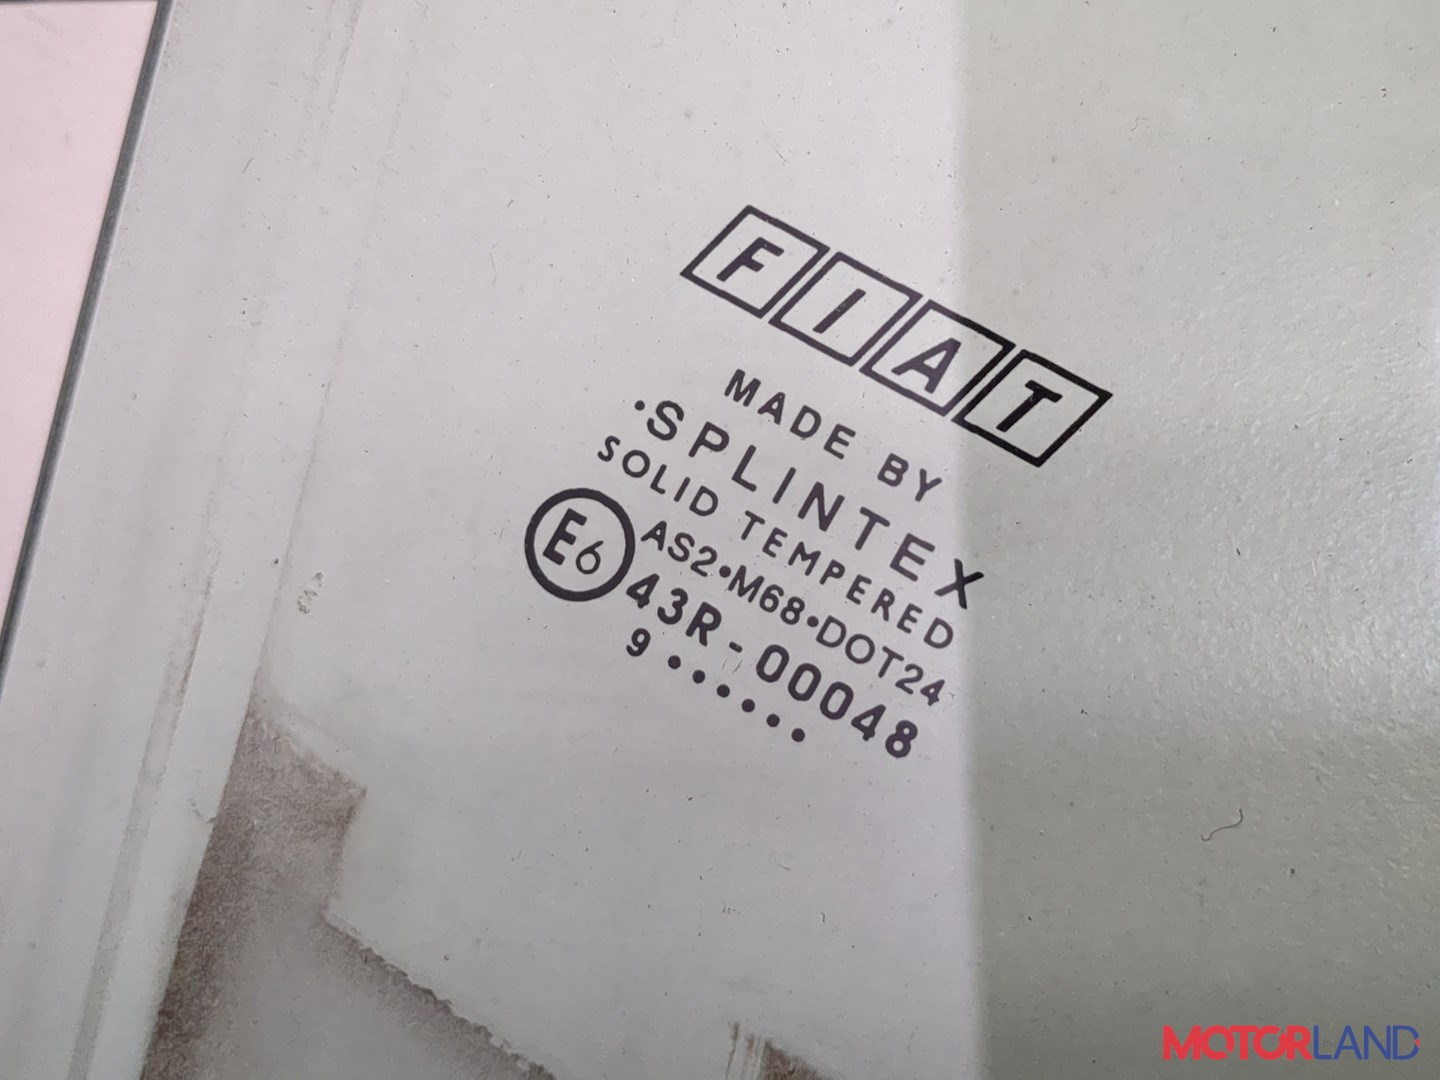 FIAT
MADE BY
·SPLINTEX
SOLID TEMPERED
E6 AS2•M68•DOT24
43R-00048
9 ••••••
MOTORLAND